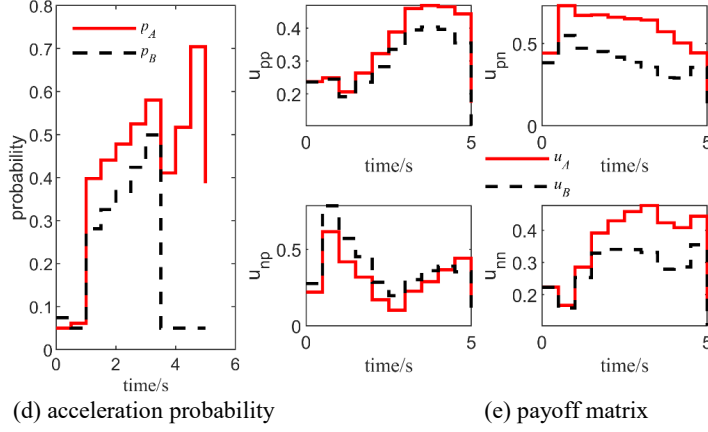 0.8
0.7
0.6
0.5
0.4
0.3
0.2
0.1
0
probability
p_A
p_B
0 2 4 6
time/s
0.4
0.2
u_pp
0 5
time/s
0.5
0
u_pn
0 5
time/s
u_A
u_B
0.5
0
u_np
0 5
time/s
0.4
0.3
0.2
u_nn
0 5
time/s
(d) acceleration probability
(e) payoff matrix